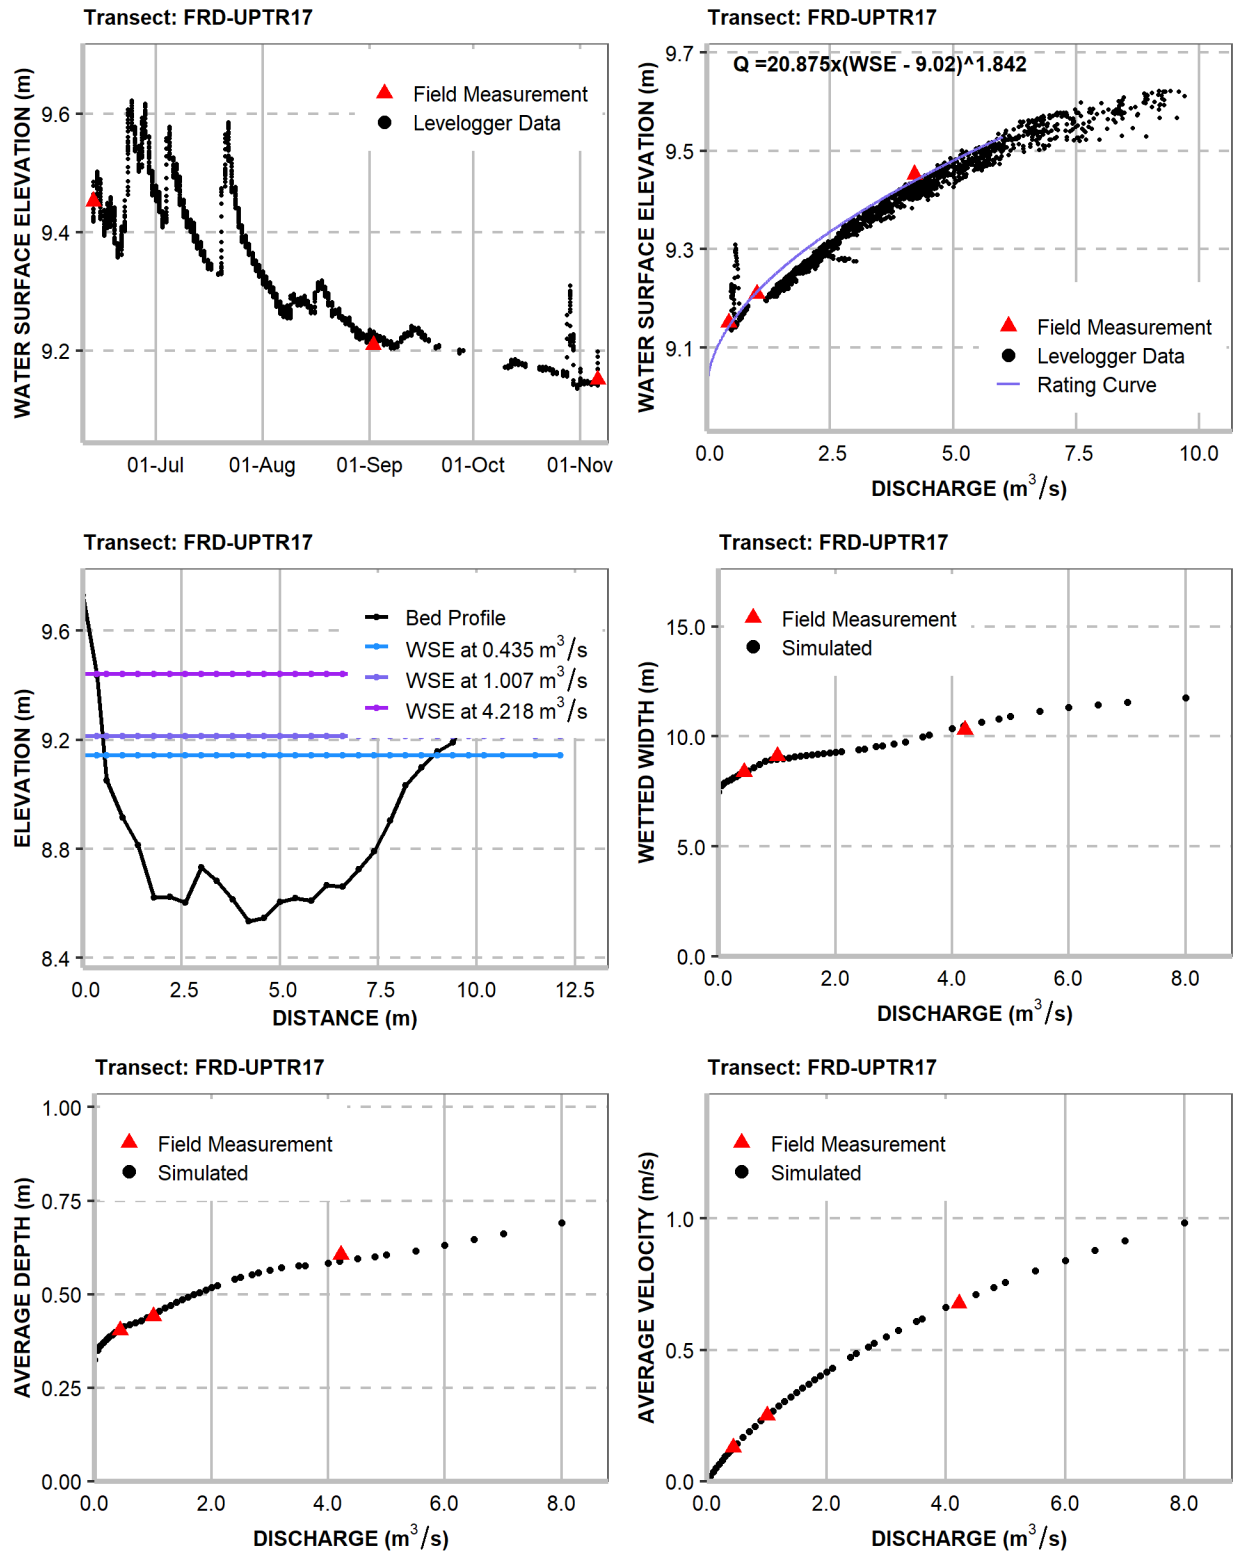 Transect: FRD-UPTR17
WATER SURFACE ELEVATION (m)
9.6
9.4
9.2
Field Measurement
Levelogger Data
01-Jul
01-Aug
01-Sep
01-Oct
01-Nov
Transect: FRD-UPTR17
WATER SURFACE ELEVATION (m)
9.7
9.5
9.3
9.1
Q =20.875x(WSE - 9.02)^1.842
Field Measurement
Levelogger Data
Rating Curve
0.0
2.5
5.0
7.5
10.0
DISCHARGE (m³/s)
Transect: FRD-UPTR17
ELEVATION (m)
9.6
9.2
8.8
8.4
Bed Profile
WSE at 0.435 m³/s
WSE at 1.007 m³/s
WSE at 4.218 m³/s
0.0
2.5
5.0
7.5
10.0
12.5
DISTANCE (m)
Transect: FRD-UPTR17
WETTED WIDTH (m)
15.0
10.0
5.0
0.0
Field Measurement
Simulated
0.0
2.0
4.0
6.0
8.0
DISCHARGE (m³/s)
Transect: FRD-UPTR17
AVERAGE DEPTH (m)
1.00
0.75
0.50
0.25
0.00
Field Measurement
Simulated
0.0
2.0
4.0
6.0
8.0
DISCHARGE (m³/s)
Transect: FRD-UPTR17
AVERAGE VELOCITY (m/s)
1.0
0.5
0.0
Field Measurement
Simulated
0.0
2.0
4.0
6.0
8.0
DISCHARGE (m³/s)